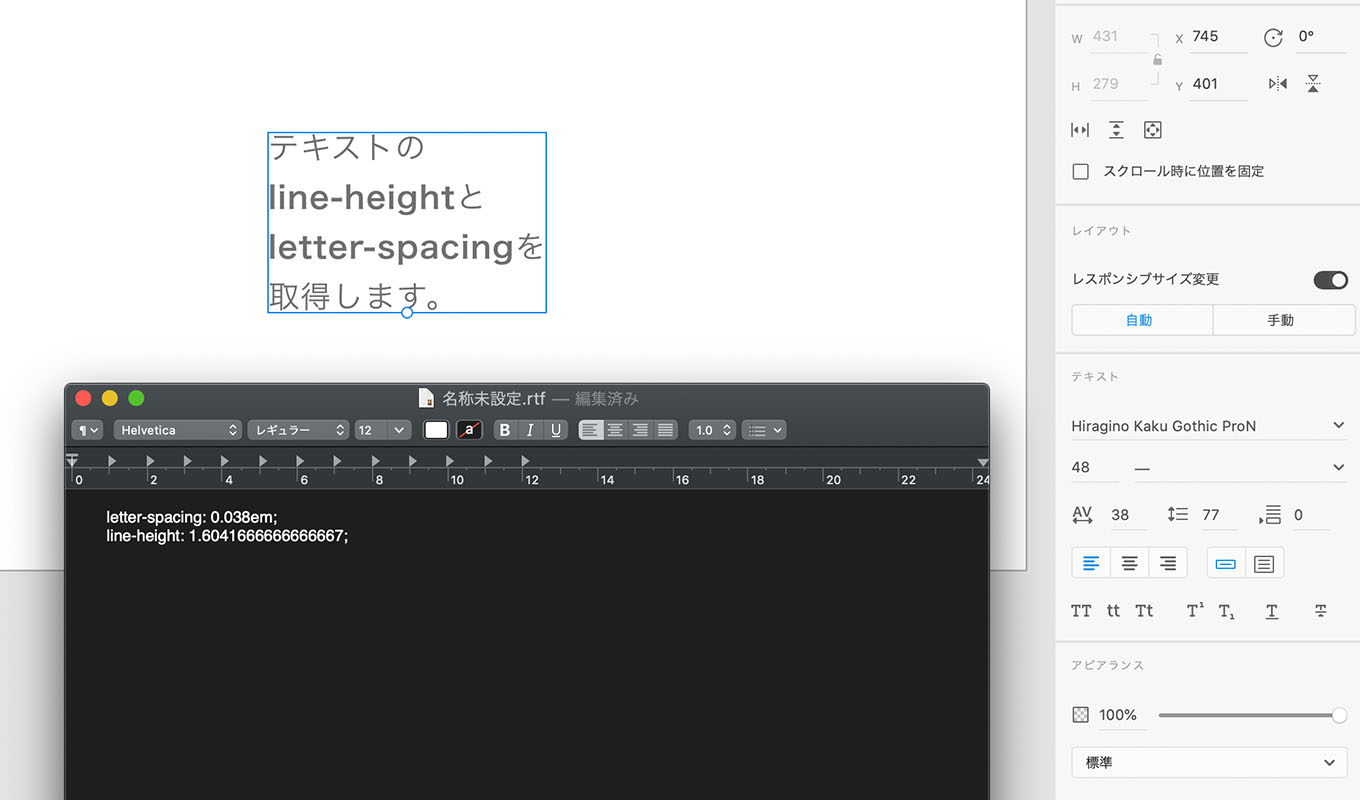 W 431 X 745 0°
H 279 Y 401
スクロール時に位置を固定
レイアウト
レスポンシブサイズ変更
自動 手動
テキスト
Hiragino Kaku Gothic ProN
48 —
AV 38 77 0
TT tt Tt T¹ T₁ T T
アピアランス
100%
標準
テキストの
line-heightと
letter-spacingを
取得します。
名称未設定.rtf — 編集済み
¶ Helvetica レギュラー 12 a B I U 1.0
0 2 4 6 8 10 12 14 16 18 20 22 24
letter-spacing: 0.038em;
line-height: 1.6041666666666667;